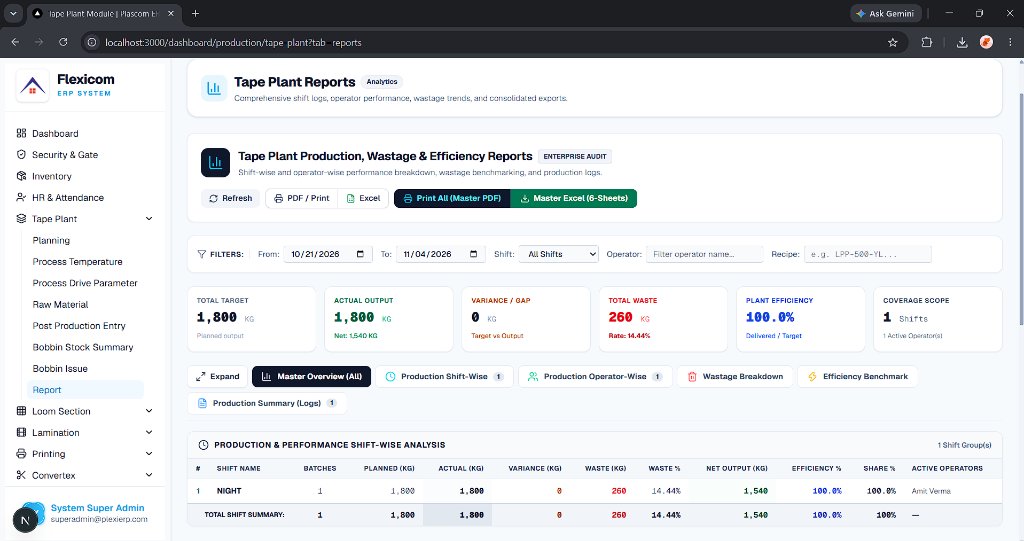 Tape Plant Module | Plascom E
Ask Gemini
localhost:3000/dashboard/production/tape_plant?tab=reports
Flexicom
ERP SYSTEM
Dashboard
Security & Gate
Inventory
HR & Attendance
Tape Plant
Planning
Process Temperature
Process Drive Parameter
Raw Material
Post Production Entry
Bobbin Stock Summary
Bobbin Issue
Report
Loom Section
Lamination
Printing
Convertex
N
System Super Admin
superadmin@plexierp.com
Tape Plant Reports Analytics
Comprehensive shift logs, operator performance, wastage trends, and consolidated exports.
Tape Plant Production, Wastage & Efficiency Reports ENTERPRISE AUDIT
Shift-wise and operator-wise performance breakdown, wastage benchmarking, and production logs.
Refresh PDF / Print Excel Print All (Master PDF) Master Excel (6-Sheets)
FILTERS: From: 10/21/2026 To: 11/04/2026 Shift: All Shifts Operator: Filter operator name... Recipe: e.g. LPP-500-YL...
TOTAL TARGET
1,800 KG
Planned output
ACTUAL OUTPUT
1,800 KG
Net: 1,540 KG
VARIANCE / GAP
0 KG
Target vs Output
TOTAL WASTE
260 KG
Rate: 14.44%
PLANT EFFICIENCY
100.0%
Delivered / Target
COVERAGE SCOPE
1 Shifts
1 Active Operator(s)
Expand Master Overview (All) Production Shift-Wise 1 Production Operator-Wise 1 Wastage Breakdown Efficiency Benchmark
Production Summary (Logs) 1
PRODUCTION & PERFORMANCE SHIFT-WISE ANALYSIS 1 Shift Group(s)
# SHIFT NAME BATCHES PLANNED (KG) ACTUAL (KG) VARIANCE (KG) WASTE (KG) WASTE % NET OUTPUT (KG) EFFICIENCY % SHARE % ACTIVE OPERATORS
1 NIGHT 1 1,800 1,800 0 260 14.44% 1,540 100.0% 100.0% Amit Verma
TOTAL SHIFT SUMMARY: 1 1,800 1,800 0 260 14.44% 1,540 100.0% 100% —